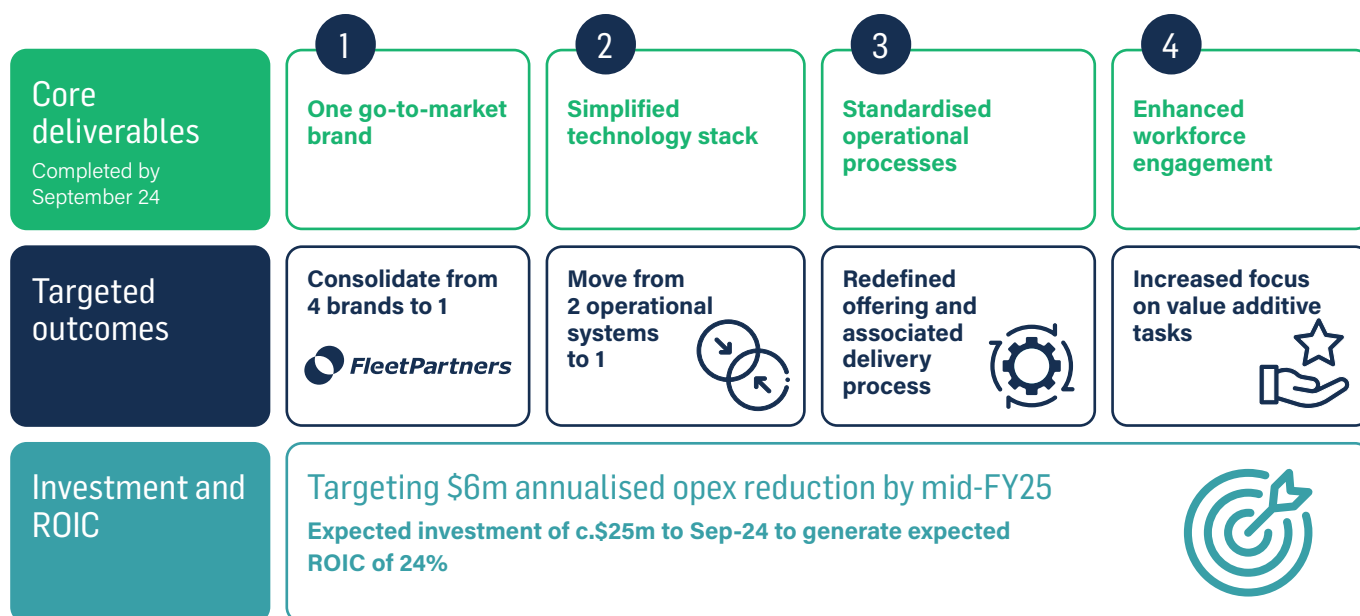 1
2
3
4
Core
deliverables
Completed by
September 24
One go-to-market
brand
Simplified
technology stack
Standardised
operational
processes
Enhanced
workforce
engagement
Targeted
outcomes
Consolidate from
4 brands to 1
FleetPartners
Move from
2 operational
systems
to 1
Redefined
offering and
associated
delivery
process
Increased focus
on value additive
tasks
Investment and
ROIC
Targeting $6m annualised opex reduction by mid-FY25
Expected investment of c.$25m to Sep-24 to generate expected
ROIC of 24%